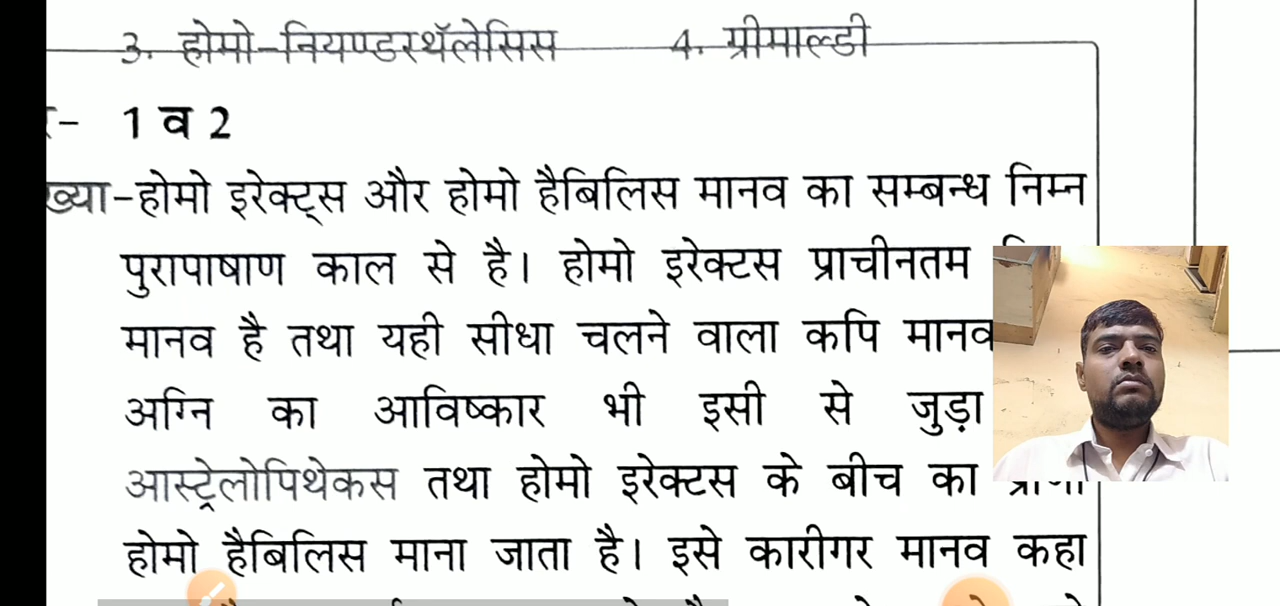 3. होमो-नियण्डरथॅलेसिस 4. ग्रीमाल्डी
1 व 2
ख्या-होमो इरेक्ट्स और होमो हैबिलिस मानव का सम्बन्ध निम्न
पुरापाषाण काल से है। होमो इरेक्टस प्राचीनतम
मानव है तथा यही सीधा चलने वाला कपि मानव
अग्नि का आविष्कार भी इसी से जुड़ा
आस्ट्रेलोपिथेकस तथा होमो इरेक्टस के बीच का
होमो हैबिलिस माना जाता है। इसे कारीगर मानव कहा